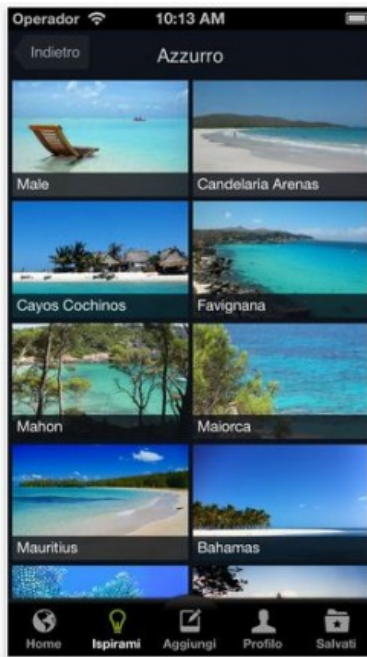 Operador 10:13 AM
Indietro Azzurro
Male Candelaria Arenas
Cayos Cochinos Favignana
Mahon Maiorca
Mauritius Bahamas
Home Ispirami Aggiungi Profilo Salvati